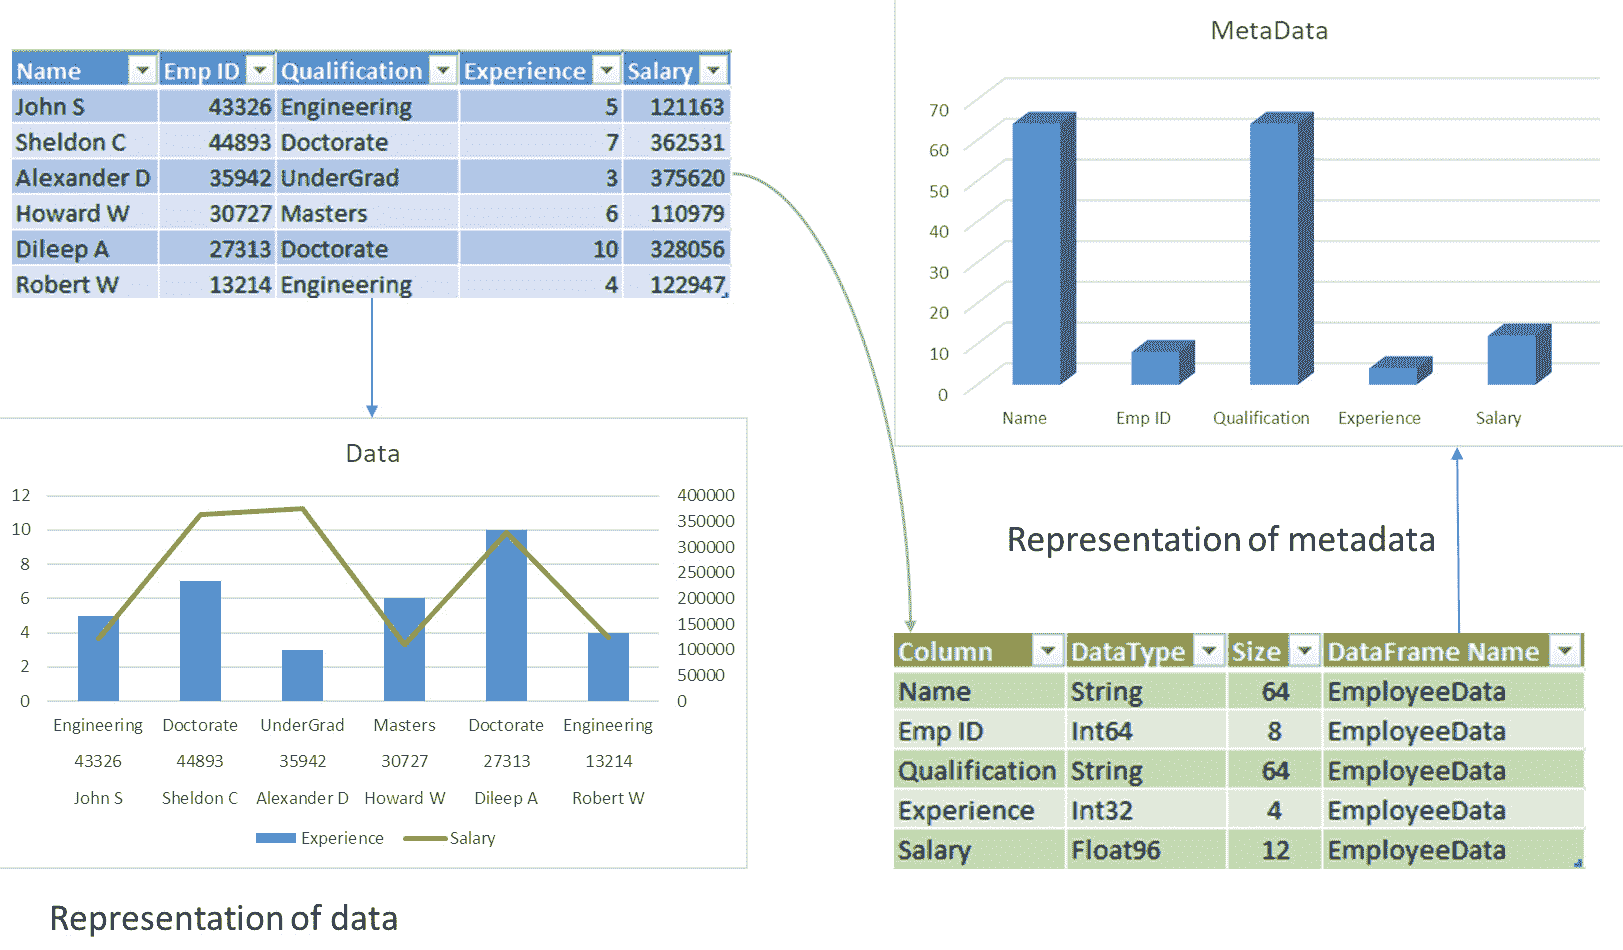 Name Emp ID Qualification Experience Salary
John S 43326 Engineering 5 121163
Sheldon C 44893 Doctorate 7 362531
Alexander D 35942 UnderGrad 3 375620
Howard W 30727 Masters 6 110979
Dileep A 27313 Doctorate 10 328056
Robert W 13214 Engineering 4 122947
MetaData
70
60
50
40
30
20
10
0
Name Emp ID Qualification Experience Salary
Data
12 400000
350000
10 300000
8 250000
6 200000
150000
4 100000
2 50000
0 0
Engineering Doctorate UnderGrad Masters Doctorate Engineering
43326 44893 35942 30727 27313 13214
John S Sheldon C Alexander D Howard W Dileep A Robert W
Experience Salary
Representation of data
Representation of metadata
Column DataType Size DataFrame Name
Name String 64 EmployeeData
Emp ID Int64 8 EmployeeData
Qualification String 64 EmployeeData
Experience Int32 4 EmployeeData
Salary Float96 12 EmployeeData